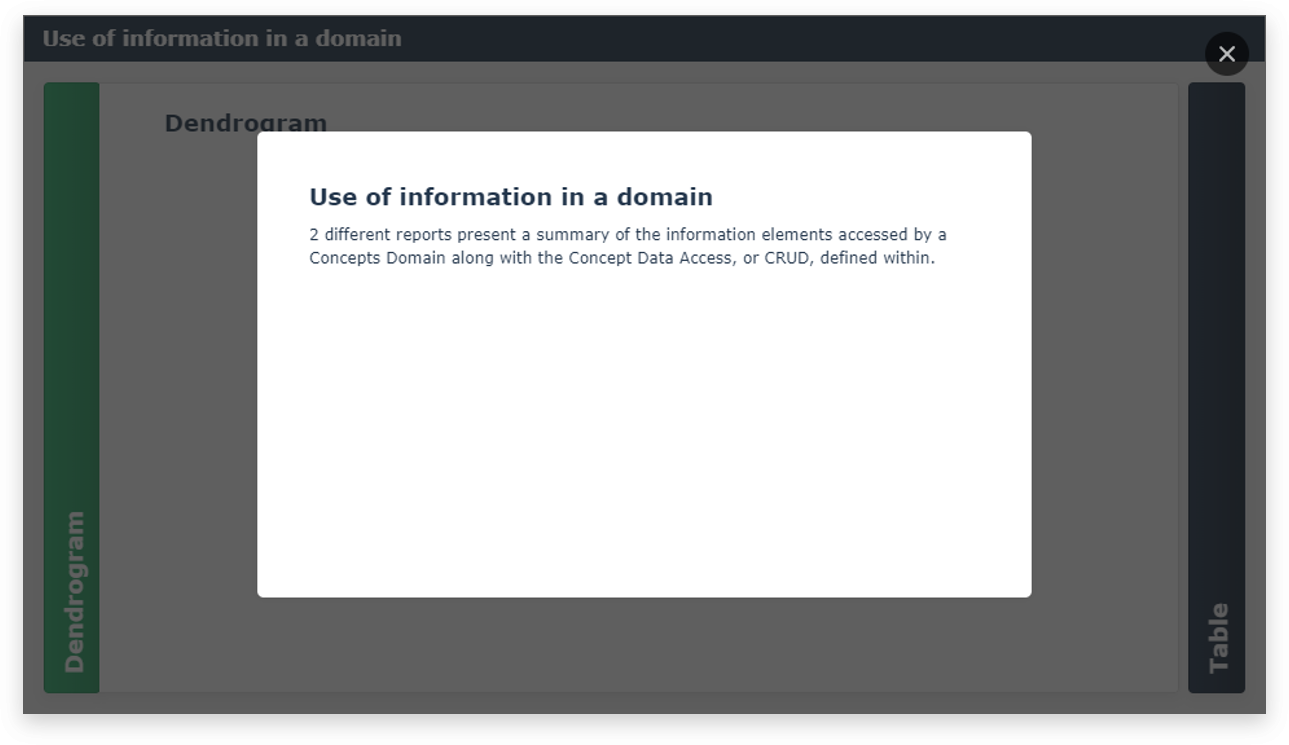 Use of information in a domain
Dendrogram
Use of information in a domain
2 different reports present a summary of the information elements accessed by a
Concepts Domain along with the Concept Data Access, or CRUD, defined within.
Dendrogram
Table